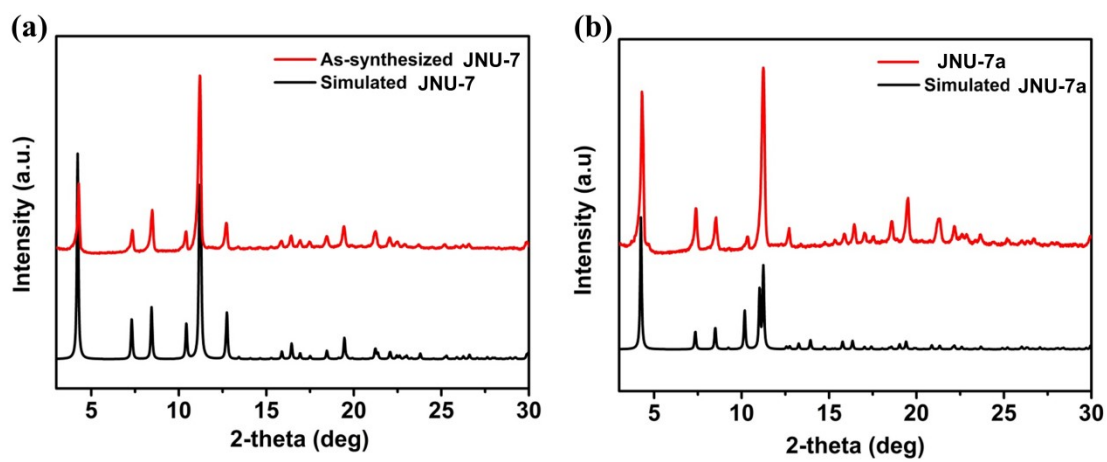 (a)
As-synthesized JNU-7
Simulated JNU-7
Intensity (a.u.)
5 10 15 20 25 30
2-theta (deg)
(b)
JNU-7a
Simulated JNU-7a
Intensity (a.u)
5 10 15 20 25 30
2-theta (deg)